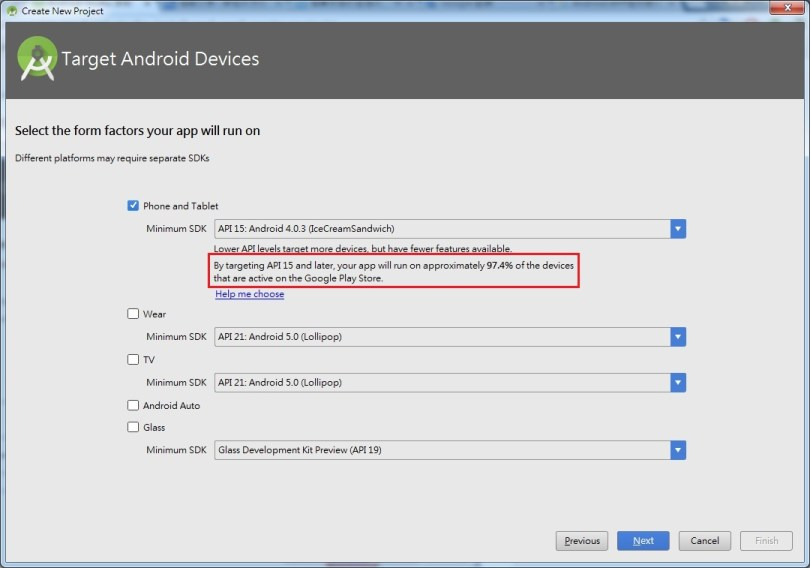 Create New Project
Target Android Devices
Select the form factors your app will run on
Different platforms may require separate SDKs
Phone and Tablet
Minimum SDK API 15: Android 4.0.3 (IceCreamSandwich)
Lower API levels target more devices, but have fewer features available.
By targeting API 15 and later, your app will run on approximately 97.4% of the devices
that are active on the Google Play Store.
Help me choose
Wear
Minimum SDK API 21: Android 5.0 (Lollipop)
TV
Minimum SDK API 21: Android 5.0 (Lollipop)
Android Auto
Glass
Minimum SDK Glass Development Kit Preview (API 19)
Previous Next Cancel Finish